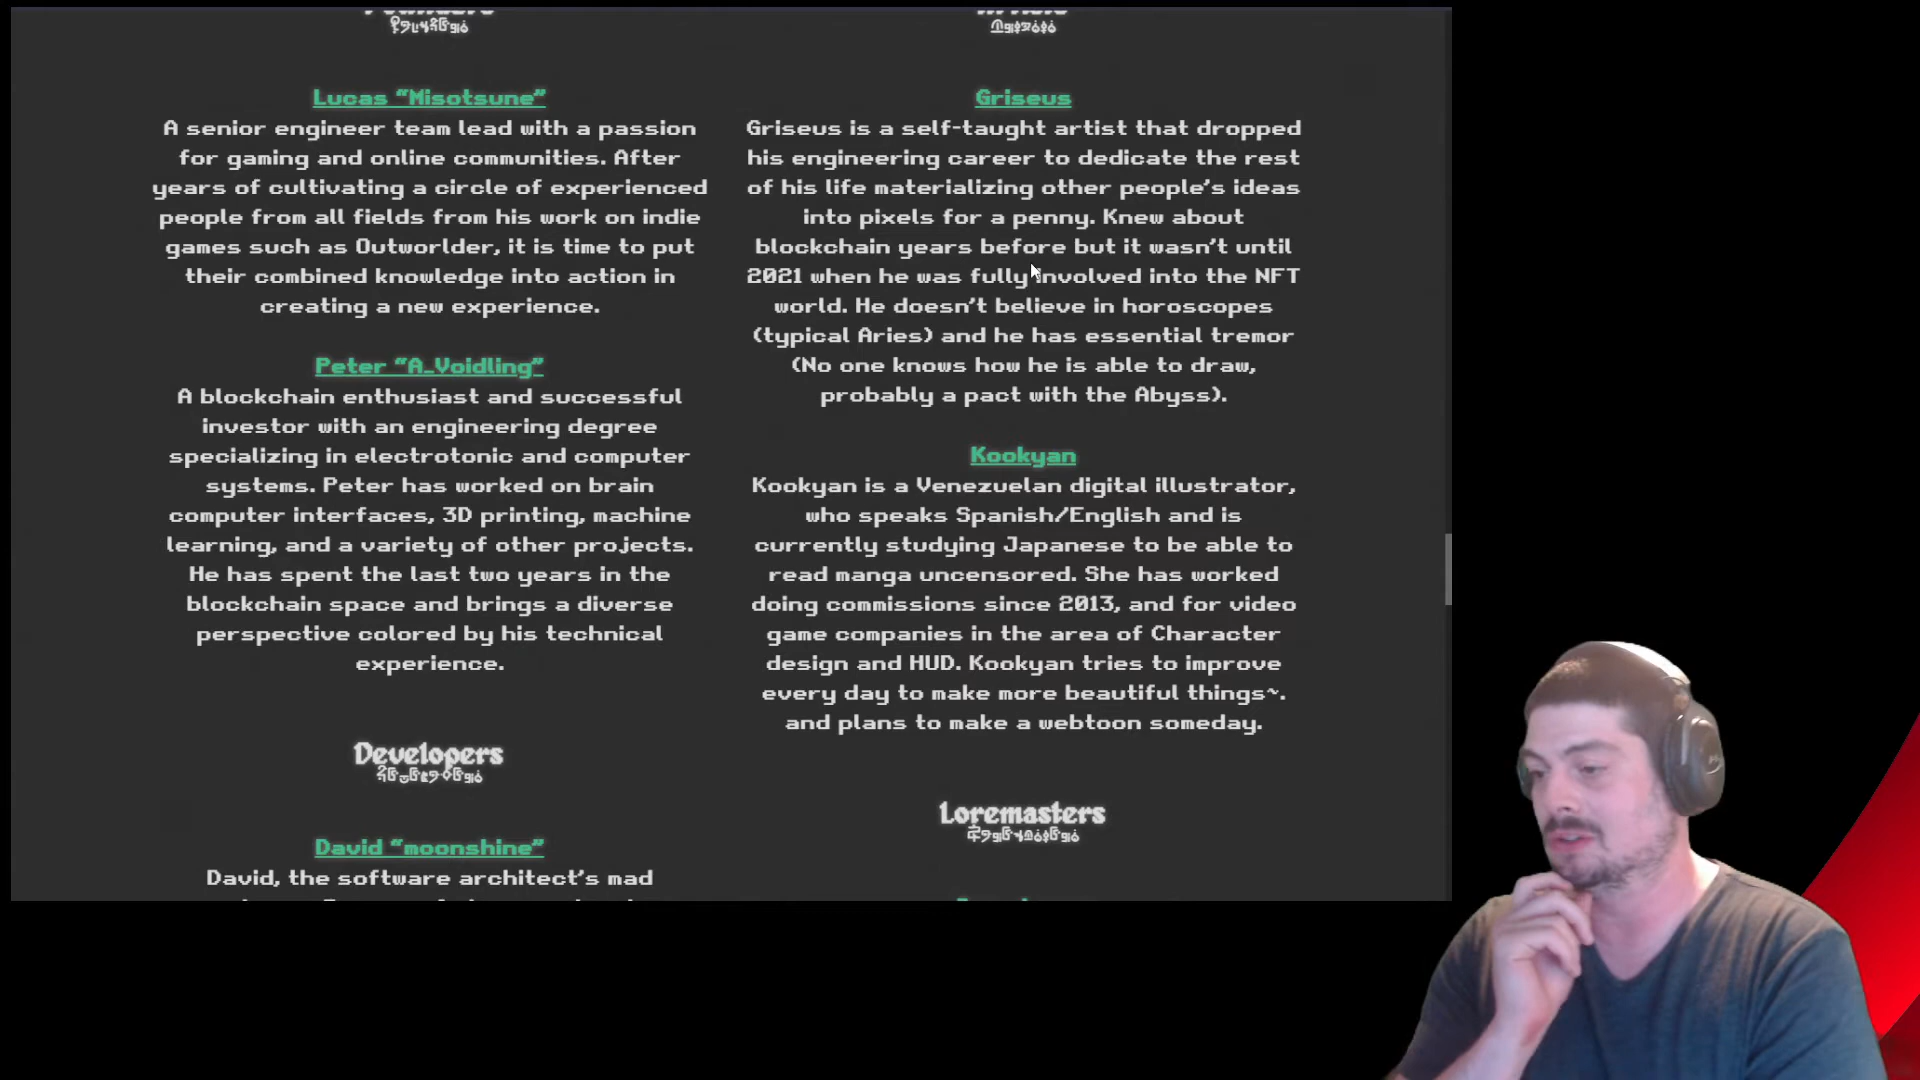 Lucas “Misotsune”
A senior engineer team lead with a passion
for gaming and online communities. After
years of cultivating a circle of experienced
people from all fields from his work on indie
games such as Outworlder, it is time to put
their combined knowledge into action in
creating a new experience.
Peter “A_Voidling”
A blockchain enthusiast and successful
investor with an engineering degree
specializing in electrotonic and computer
systems. Peter has worked on brain
computer interfaces, 3D printing, machine
learning, and a variety of other projects.
He has spent the last two years in the
blockchain space and brings a diverse
perspective colored by his technical
experience.
Developers
David “moonshine”
David, the software architect's mad
Griseus
Griseus is a self-taught artist that dropped
his engineering career to dedicate the rest
of his life materializing other people's ideas
into pixels for a penny. Knew about
blockchain years before but it wasn't until
2021 when he was fully involved into the NFT
world. He doesn't believe in horoscopes
(typical Aries) and he has essential tremor
(No one knows how he is able to draw,
probably a pact with the Abyss).
Kookyan
Kookyan is a Venezuelan digital illustrator,
who speaks Spanish/English and is
currently studying Japanese to be able to
read manga uncensored. She has worked
doing commissions since 2013, and for video
game companies in the area of Character
design and HUD. Kookyan tries to improve
every day to make more beautiful things~.
and plans to make a webtoon someday.
Loremasters